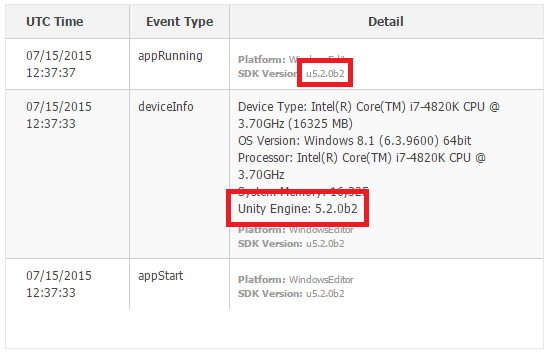 UTC Time Event Type Detail
07/15/2015 appRunning
12:37:37
Platform: WindowsEditor
SDK Version: u5.2.0b2
07/15/2015 deviceInfo Device Type: Intel(R) Core(TM) i7-4820K CPU @
12:37:33 3.70GHz (16325 MB)
OS Version: Windows 8.1 (6.3.9600) 64bit
Processor: Intel(R) Core(TM) i7-4820K CPU @
3.70GHz
System Memory: 16,325
Unity Engine: 5.2.0b2
Platform: WindowsEditor
SDK Version: u5.2.0b2
07/15/2015 appStart
12:37:33
Platform: WindowsEditor
SDK Version: u5.2.0b2